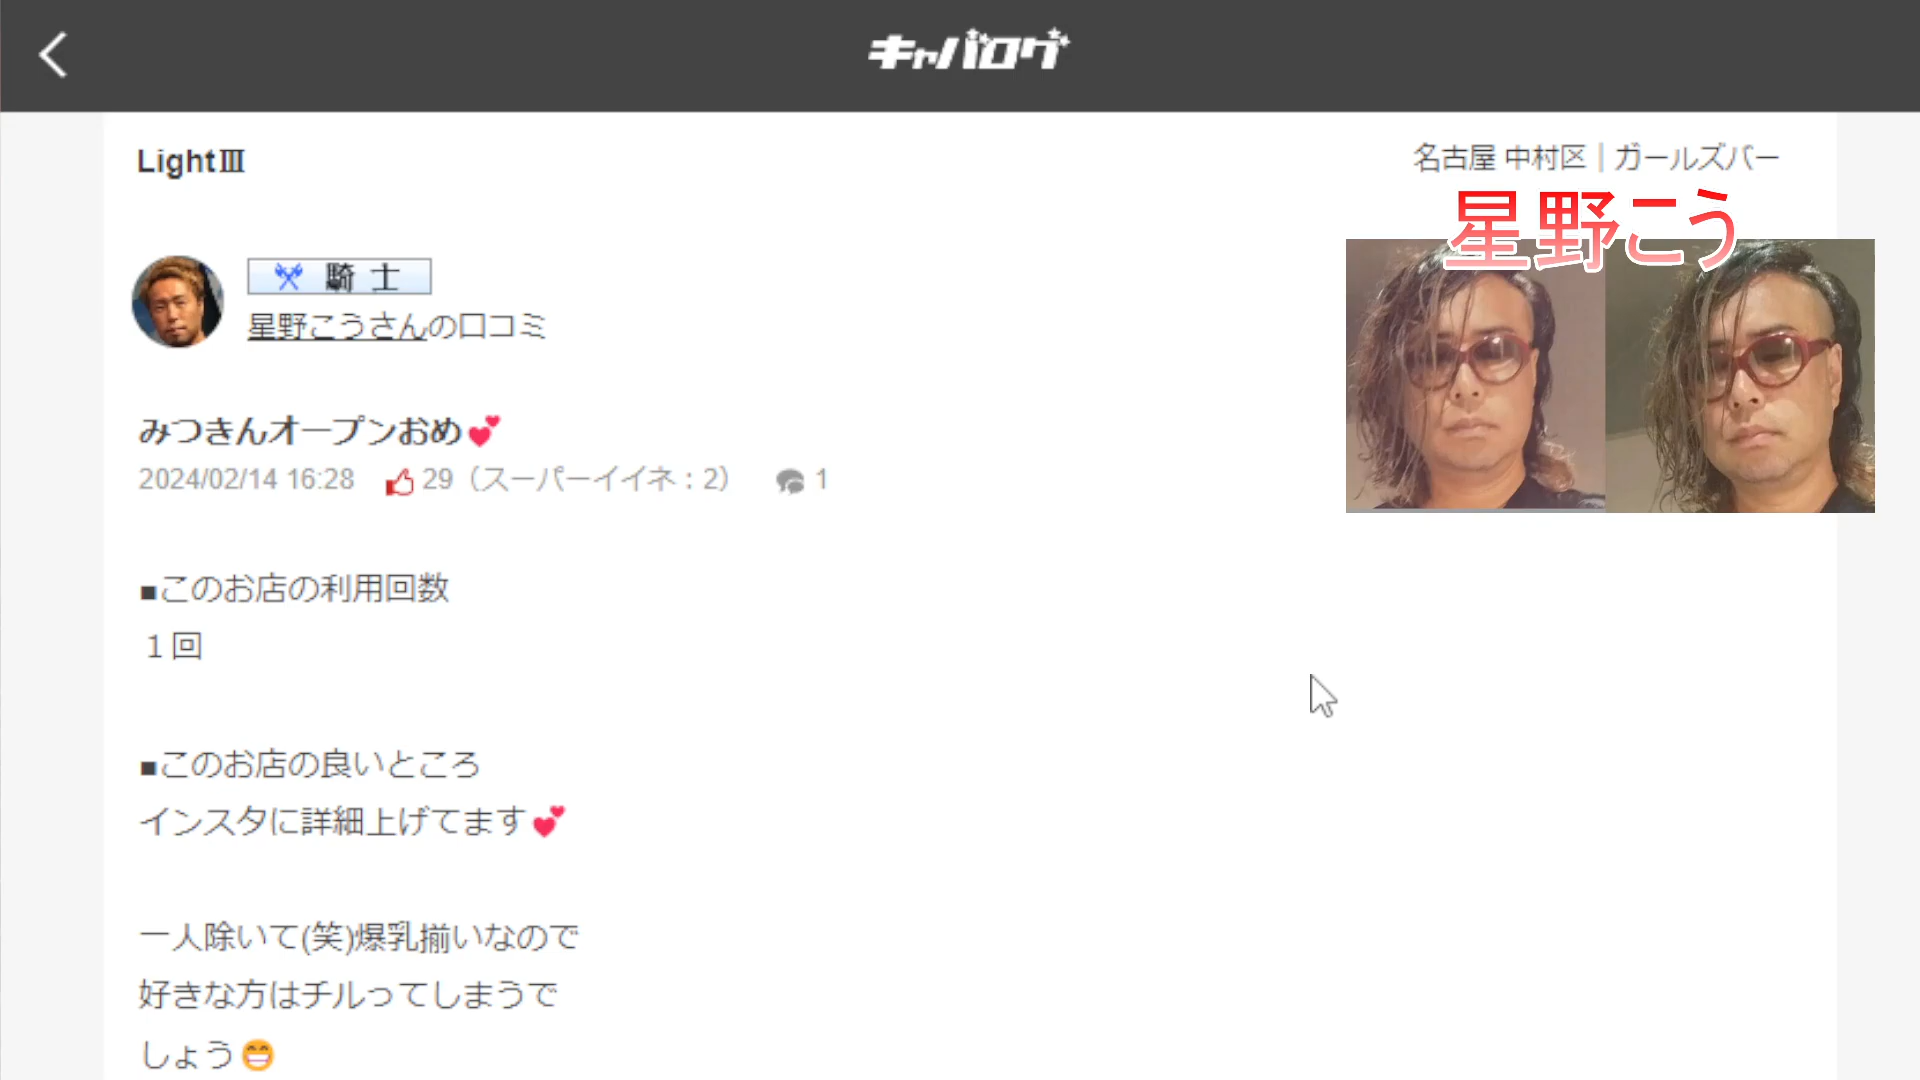 キャバログ
LightⅢ
名古屋 中村区｜ガールズバー
星野こう
騎士
星野こうさんの口コミ
みつきんオープンおめ💕
2024/02/14 16:28 29（スーパーイイネ：2） 1
■このお店の利用回数
１回
■このお店の良いところ
インスタに詳細上げてます💕
一人除いて(笑)爆乳揃いなので
好きな方はチルってしまうで
しょう😁